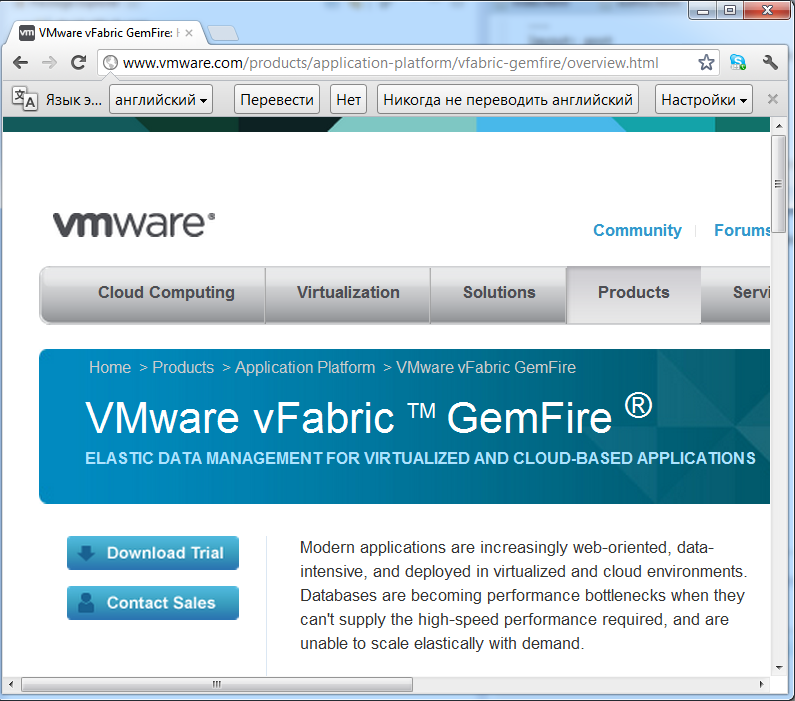 VMware vFabric GemFire:
www.vmware.com/products/application-platform/vfabric-gemfire/overview.html
Язык э... английский Перевести Нет Никогда не переводить английский Настройки
vmware®
Community Forums
Cloud Computing Virtualization Solutions Products Servi
Home > Products > Application Platform > VMware vFabric GemFire
VMware vFabric ™ GemFire ®
ELASTIC DATA MANAGEMENT FOR VIRTUALIZED AND CLOUD-BASED APPLICATIONS
Download Trial
Contact Sales
Modern applications are increasingly web-oriented, data-
intensive, and deployed in virtualized and cloud environments.
Databases are becoming performance bottlenecks when they
can't supply the high-speed performance required, and are
unable to scale elastically with demand.